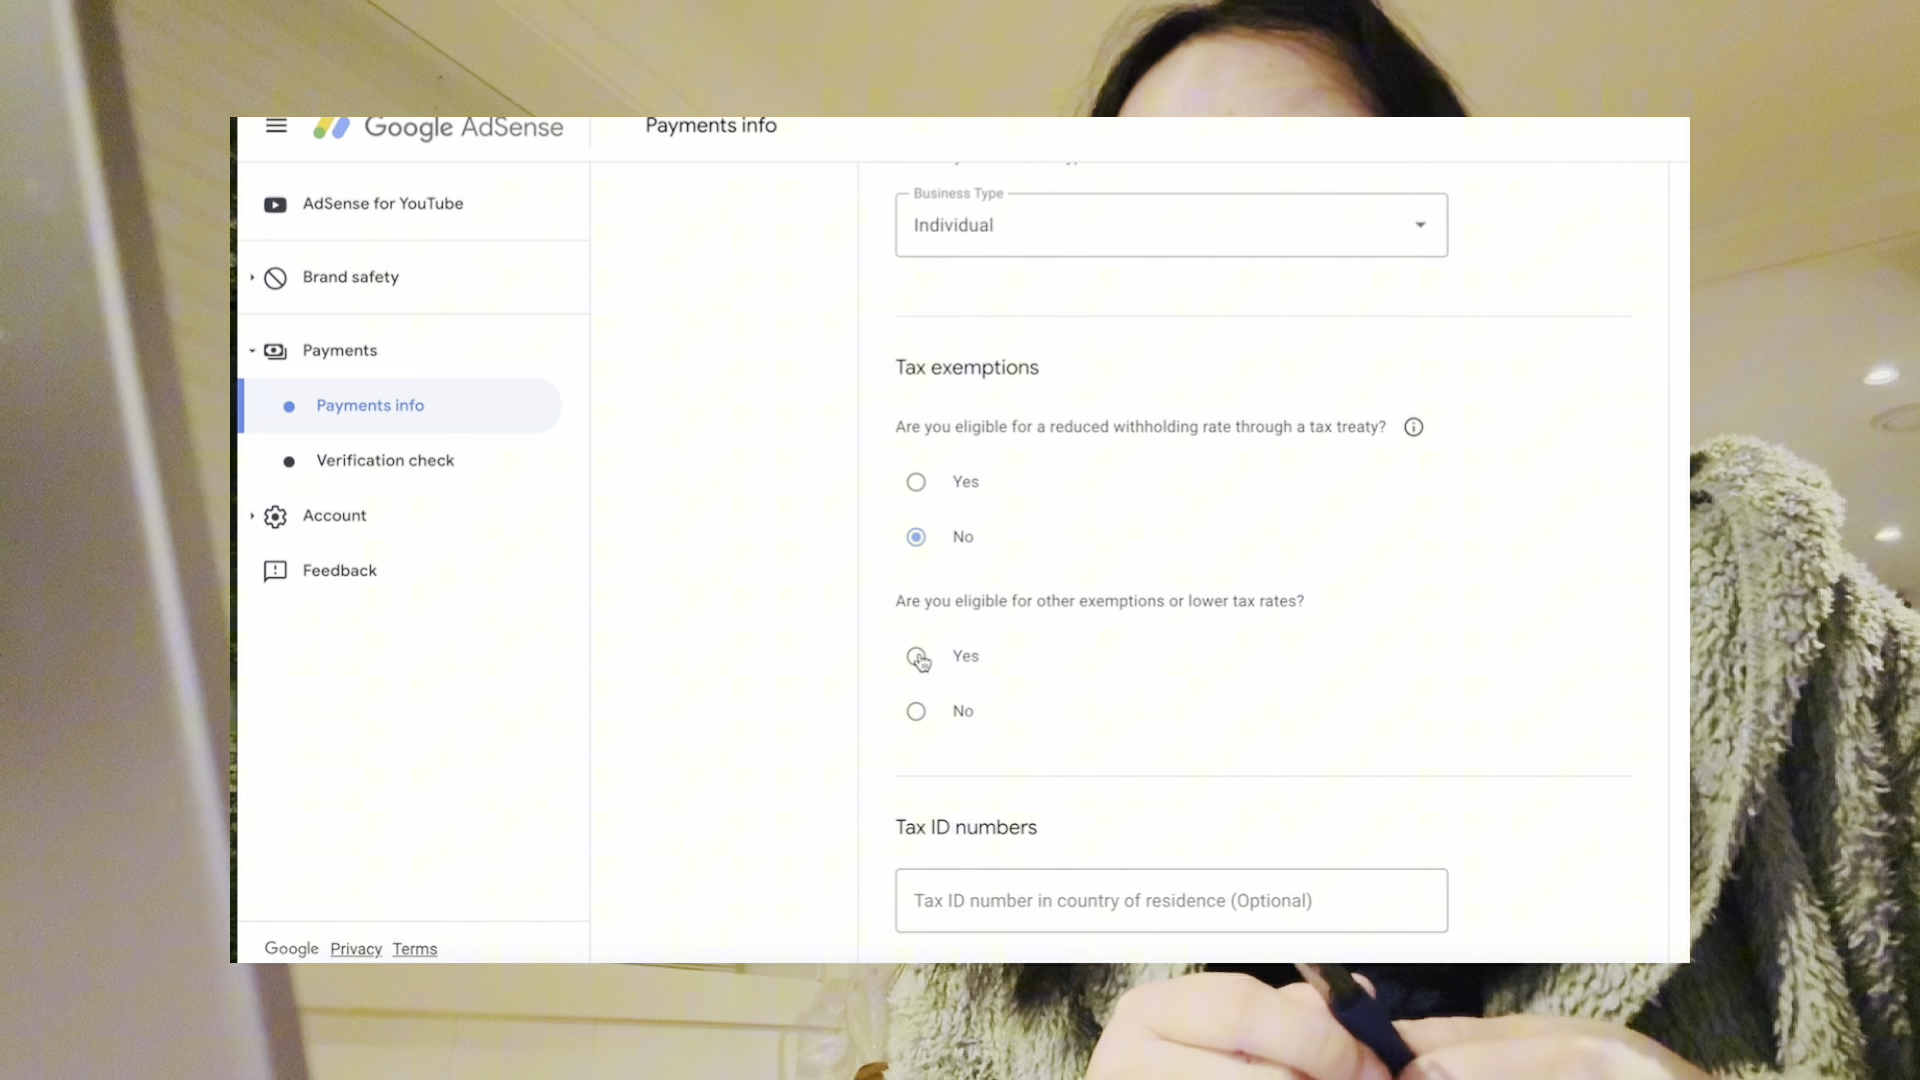 Google AdSense
Payments info
AdSense for YouTube
Brand safety
Payments
Payments info
Verification check
Account
Feedback
Google Privacy Terms
Business Type
Individual
Tax exemptions
Are you eligible for a reduced withholding rate through a tax treaty?
Yes
No
Are you eligible for other exemptions or lower tax rates?
Yes
No
Tax ID numbers
Tax ID number in country of residence (Optional)